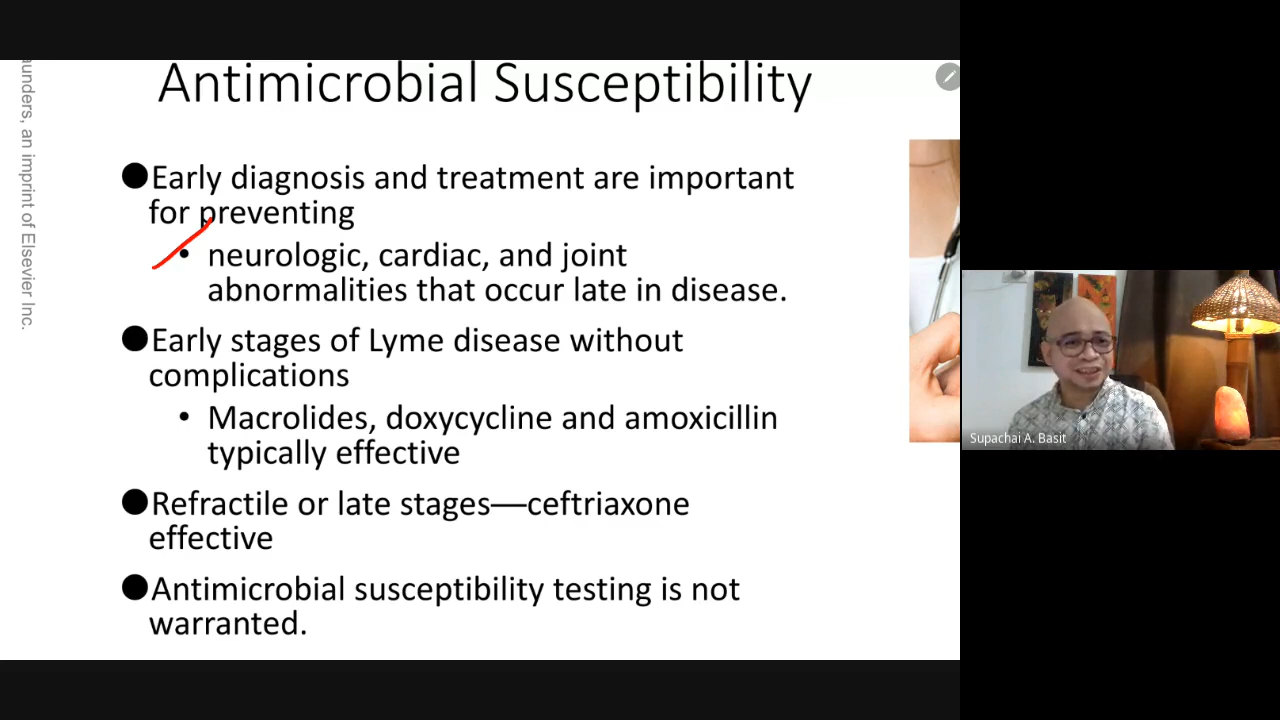 Antimicrobial Susceptibility
●Early diagnosis and treatment are important
for preventing
• neurologic, cardiac, and joint
abnormalities that occur late in disease.
●Early stages of Lyme disease without
complications
• Macrolides, doxycycline and amoxicillin
typically effective
●Refractile or late stages—ceftriaxone
effective
●Antimicrobial susceptibility testing is not
warranted.
an imprint of Elsevier Inc.
Supachai A. Basit